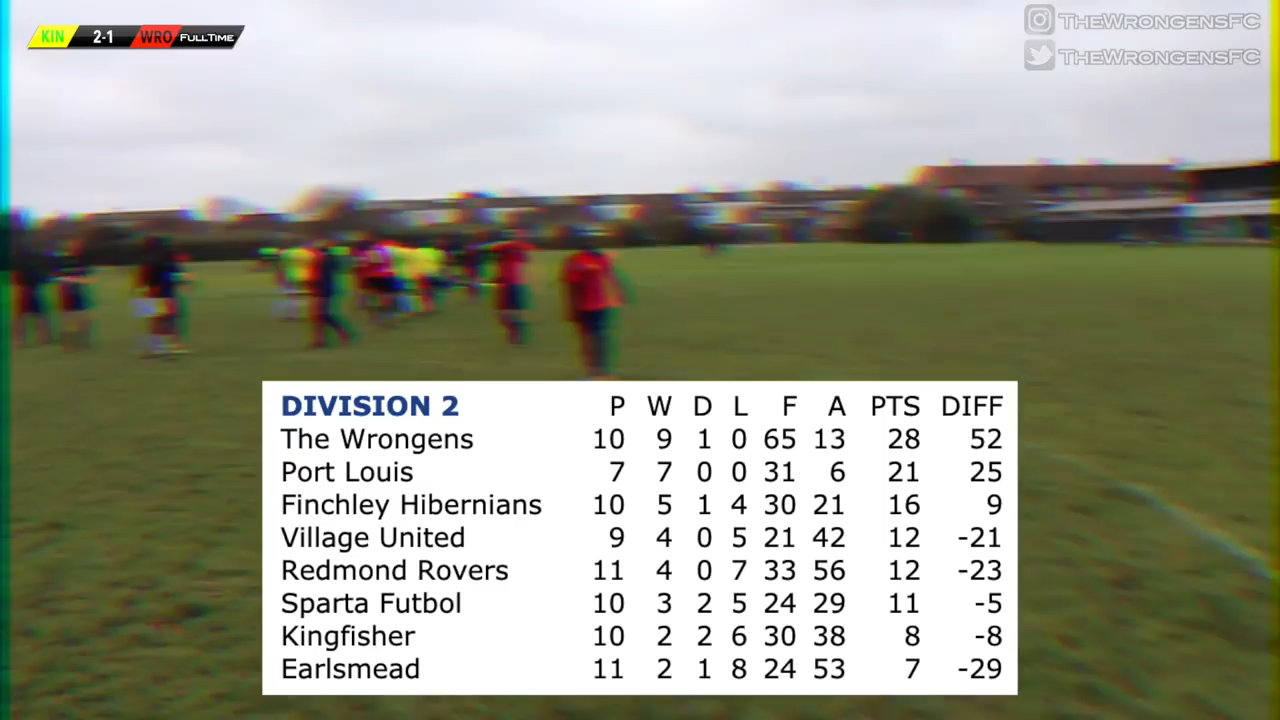 KIN 2-1 WRO FULLTIME
THEWRONGENSFC
THEWRONGENSFC
DIVISION 2 P W D L F A PTS DIFF
The Wrongens 10 9 1 0 65 13 28 52
Port Louis 7 7 0 0 31 6 21 25
Finchley Hibernians 10 5 1 4 30 21 16 9
Village United 9 4 0 5 21 42 12 -21
Redmond Rovers 11 4 0 7 33 56 12 -23
Sparta Futbol 10 3 2 5 24 29 11 -5
Kingfisher 10 2 2 6 30 38 8 -8
Earlsmead 11 2 1 8 24 53 7 -29